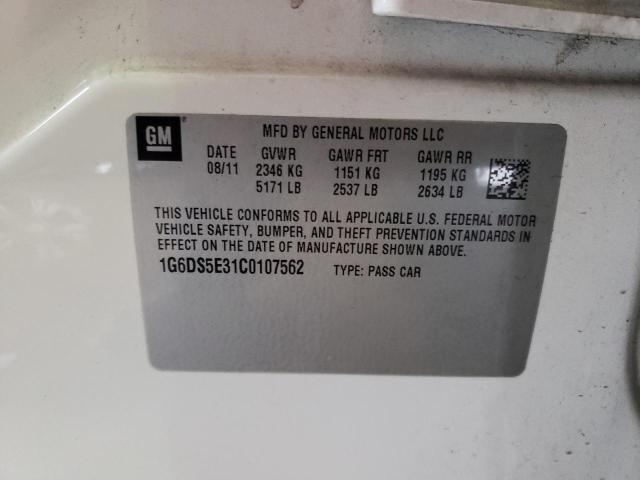 GM
MFD BY GENERAL MOTORS LLC
DATE GVWR GAWR FRT GAWR RR
08/11 2346 KG 1151 KG 1195 KG
5171 LB 2537 LB 2634 LB
THIS VEHICLE CONFORMS TO ALL APPLICABLE U.S. FEDERAL MOTOR
VEHICLE SAFETY, BUMPER, AND THEFT PREVENTION STANDARDS IN
EFFECT ON THE DATE OF MANUFACTURE SHOWN ABOVE.
1G6DS5E31C0107562 TYPE: PASS CAR